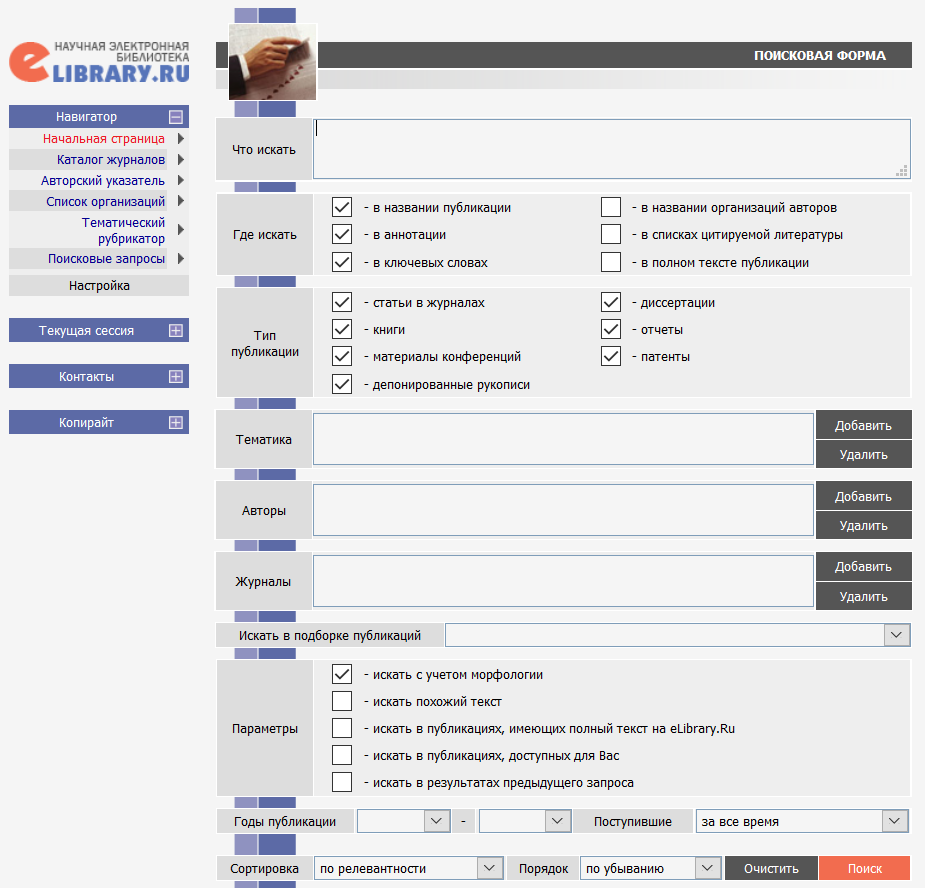 НАУЧНАЯ ЭЛЕКТРОННАЯ
БИБЛИОТЕКА
eLIBRARY.RU
Навигатор
Начальная страница
Каталог журналов
Авторский указатель
Список организаций
Тематический
рубрикатор
Поисковые запросы
Настройка
Текущая сессия
Контакты
Копирайт
ПОИСКОВАЯ ФОРМА
Что искать
Где искать
- в названии публикации
- в названии организаций авторов
- в аннотации
- в списках цитируемой литературы
- в ключевых словах
- в полном тексте публикации
Тип
публикации
- статьи в журналах
- диссертации
- книги
- отчеты
- материалы конференций
- патенты
- депонированные рукописи
Тематика
Добавить
Удалить
Авторы
Добавить
Удалить
Журналы
Добавить
Удалить
Искать в подборке публикаций
Параметры
- искать с учетом морфологии
- искать похожий текст
- искать в публикациях, имеющих полный текст на eLibrary.Ru
- искать в публикациях, доступных для Вас
- искать в результатах предыдущего запроса
Годы публикации - Поступившие за все время
Сортировка по релевантности Порядок по убыванию Очистить Поиск